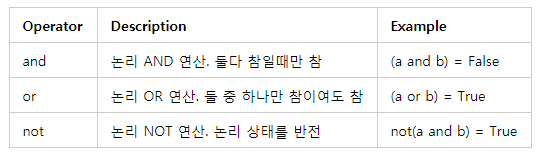 Operator Description Example
and 논리 AND 연산. 둘다 참일때만 참 (a and b) = False
or 논리 OR 연산. 둘 중 하나만 참이여도 참 (a or b) = True
not 논리 NOT 연산. 논리 상태를 반전 not(a and b) = True